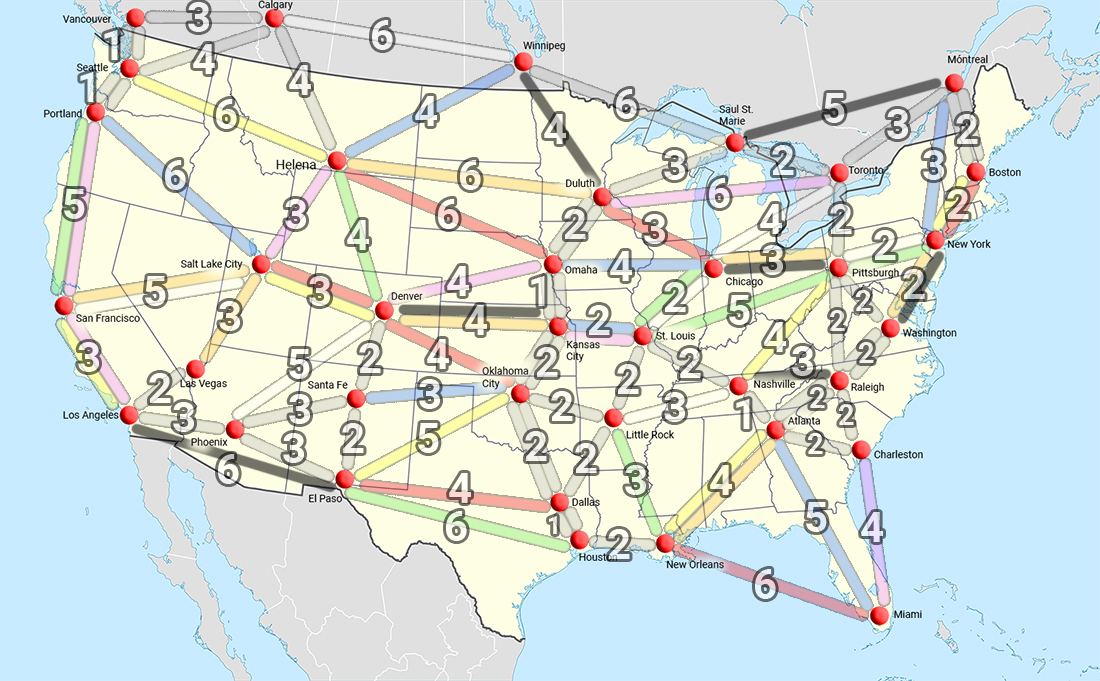 Calgary
Vancouver
3
6
Winnipeg
1
4
Seattle
4
Móntreal
1
6
4
6
5
Saul St.
Marie
Portland
4
3
2
Helena
3
2
Toronto
Boston
6
6
Duluth
6
3
5
3
6
2
3
4
2
2
New York
4
2
Salt Lake City
Omaha
4
3
Pittsburgh
Chicago
5
3
4
1
2
2
Denver
2
San Francisco
3
4
2
5
2
Washington
Kansas
City
St. Louis
4
3
4
2
5
2
2
2
3
2
Las Vegas
Oklahoma
City
2
Santa Fe
3
2
Nashville
Raleigh
2
Los Angeles
3
3
2
3
1
2
2
Atlanta
Phoenix
5
Little Rock
2
3
2
2
2
Charleston
6
4
3
4
El Paso
Dallas
6
1
5
4
Houston
2
New Orleans
6
Miami